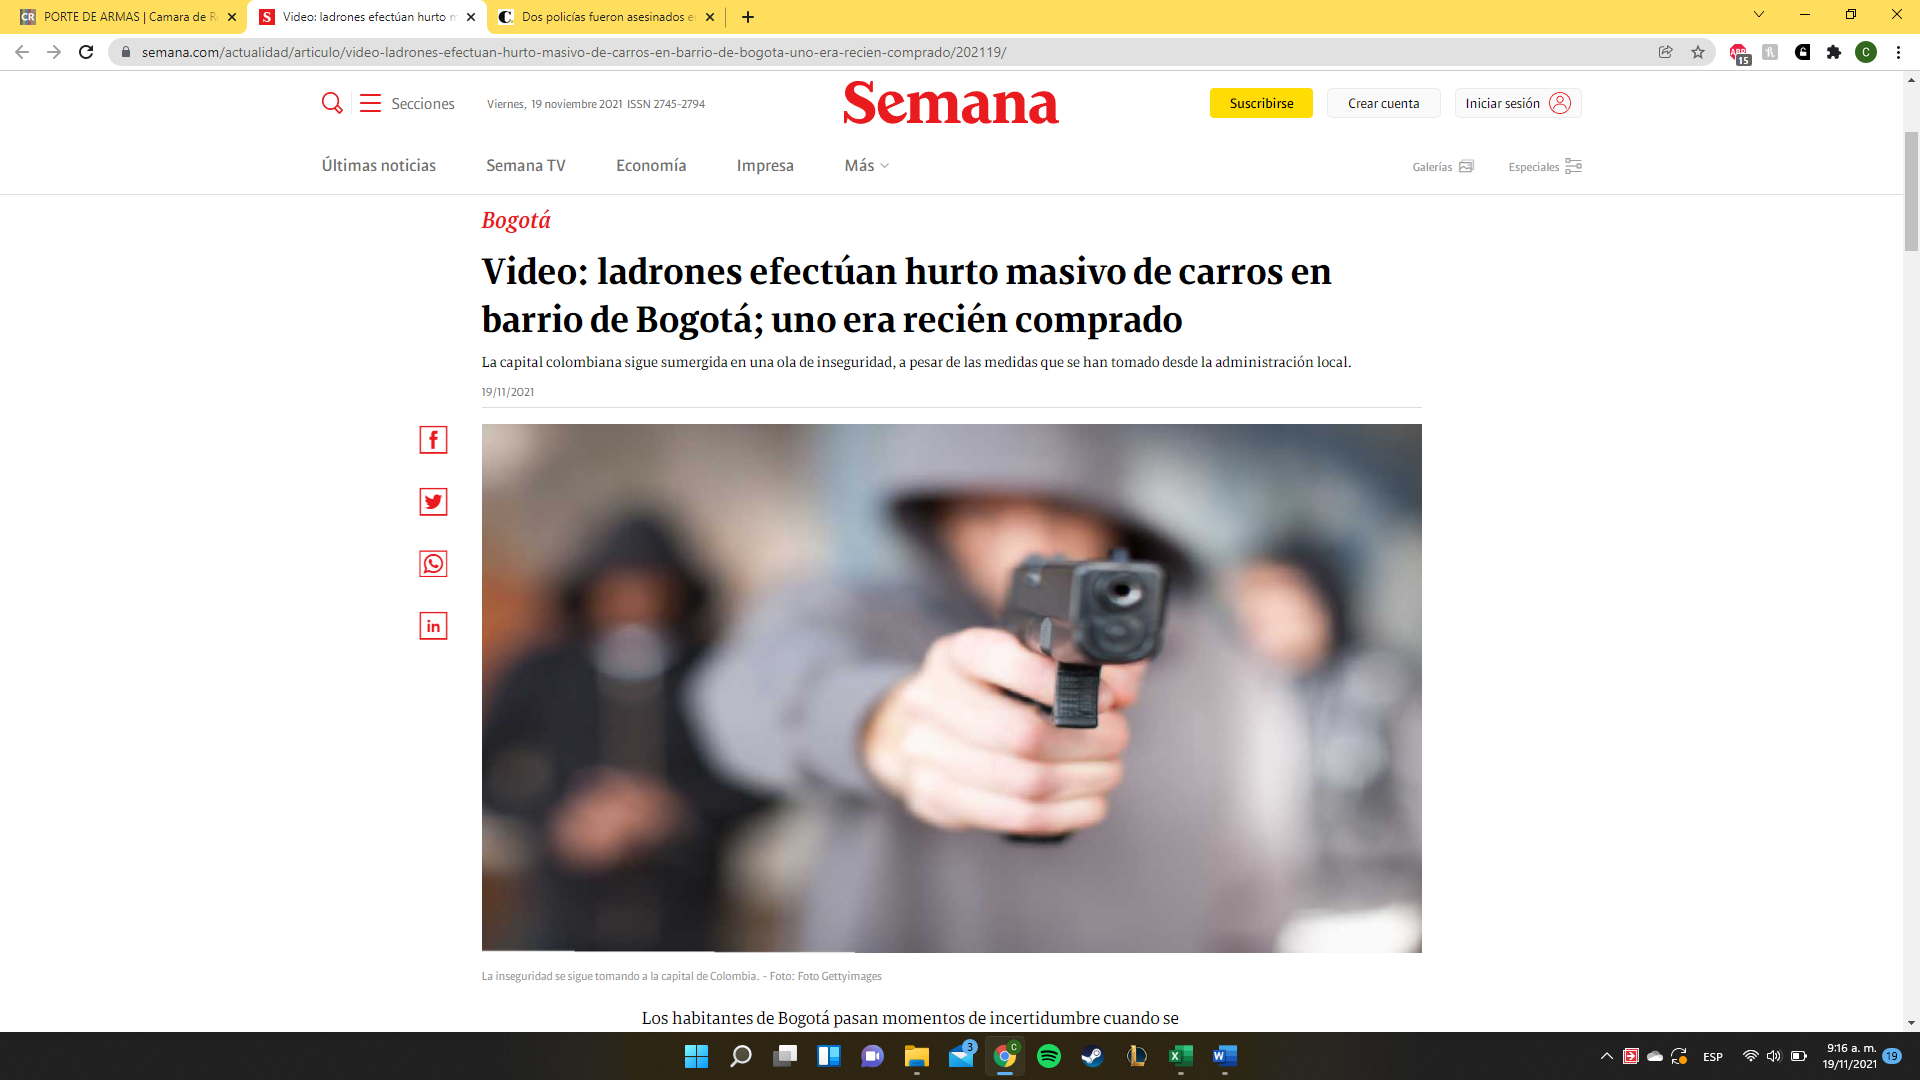 PORTE DE ARMAS | Camara de R
Video: ladrones efectúan hurto m
Dos policías fueron asesinados e
semana.com/actualidad/articulo/video-ladrones-efectuan-hurto-masivo-de-carros-en-barrio-de-bogota-uno-era-recien-comprado/202119/
15
C
Secciones
Viernes, 19 noviembre 2021 ISSN 2745-2794
Semana
Suscribirse
Crear cuenta
Iniciar sesión
Últimas noticias
Semana TV
Economía
Impresa
Más
Galerías
Especiales
Bogotá
Video: ladrones efectúan hurto masivo de carros en
barrio de Bogotá; uno era recién comprado
La capital colombiana sigue sumergida en una ola de inseguridad, a pesar de las medidas que se han tomado desde la administración local.
19/11/2021
La inseguridad se sigue tomando a la capital de Colombia. - Foto: Foto Gettyimages
Los habitantes de Bogotá pasan momentos de incertidumbre cuando se
3
C
ESP
9:16 a. m.
19/11/2021
19